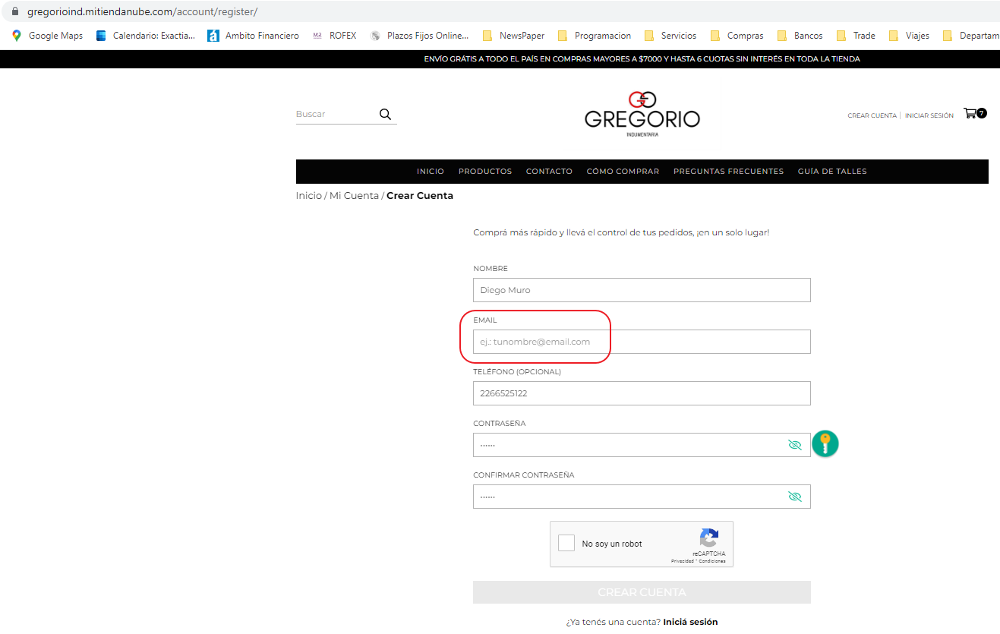 gregorioind.mitiendanube.com/account/register/
Google Maps Calendario: Exactia... Ambito Financiero ROFEX Plazos Fijos Online... NewsPaper Programacion Servicios Compras Bancos Trade Viajes Departam
ENVÍO GRÁTIS A TODO EL PAÍS EN COMPRAS MAYORES A $7000 Y HASTA 6 CUOTAS SIN INTERÉS EN TODA LA TIENDA
Buscar
GREGORIO
INDUMENTARIA
CREAR CUENTA | INICIAR SESIÓN 7
INICIO PRODUCTOS CONTACTO CÓMO COMPRAR PREGUNTAS FRECUENTES GUÍA DE TALLES
Inicio / Mi Cuenta / Crear Cuenta
Comprá más rápido y llevá el control de tus pedidos, ¡en un solo lugar!
NOMBRE
Diego Muro
EMAIL
ej.: tunombre@email.com
TELÉFONO (OPCIONAL)
2266525122
CONTRASEÑA
······
CONFIRMAR CONTRASEÑA
······
No soy un robot
reCAPTCHA
Privacidad - Condiciones
CREAR CUENTA
¿Ya tenés una cuenta? Iniciá sesión